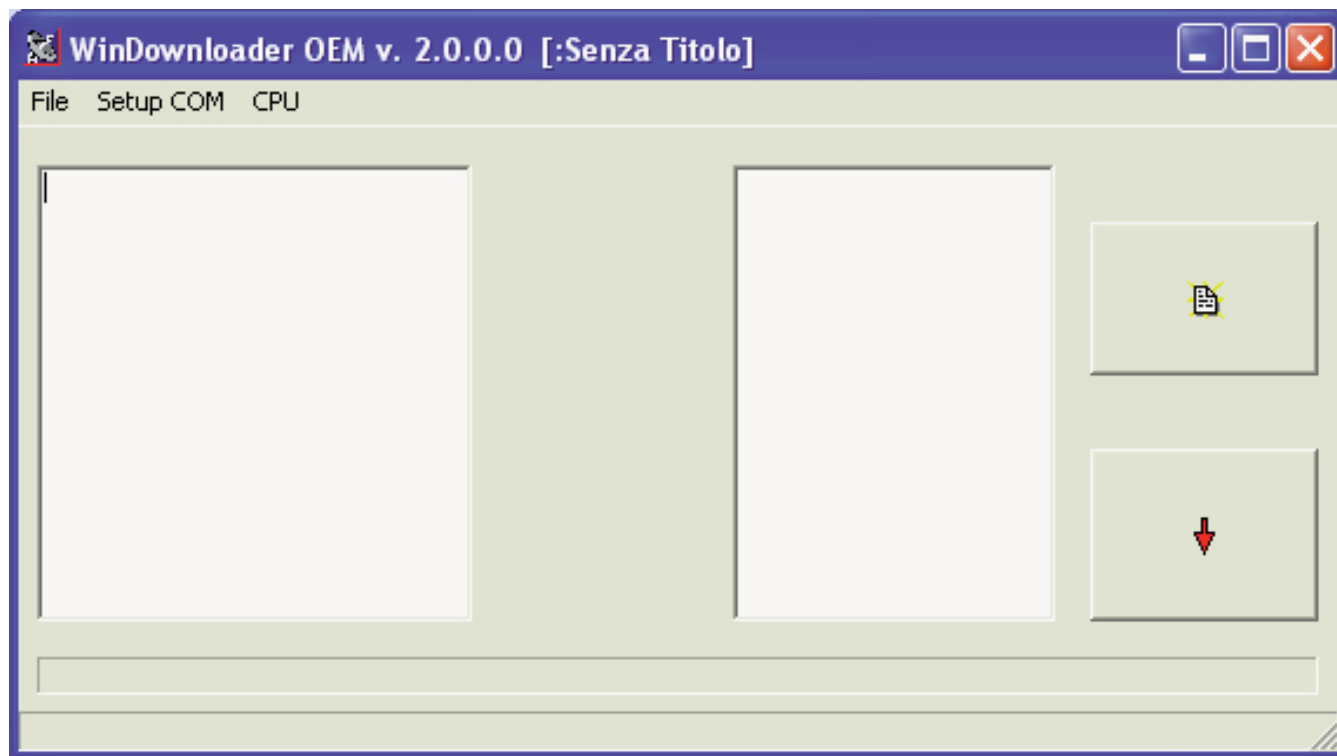 WinDownloader OEM v. 2.0.0.0 [:Senza Titolo]
File Setup COM CPU